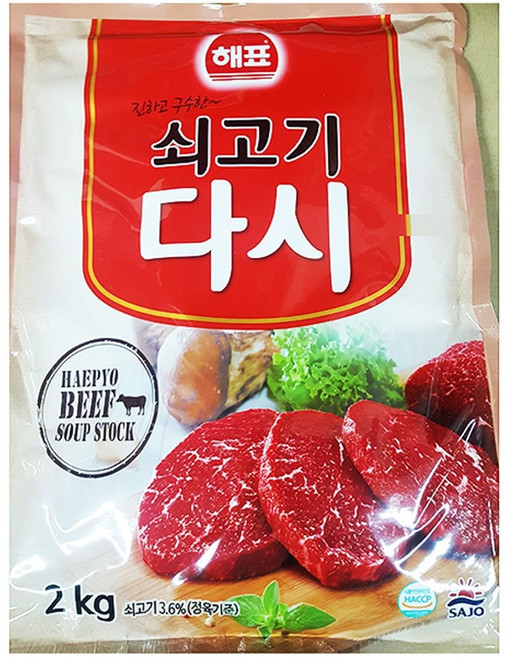 해표
진하고 구수한~
쇠고기
다시
HAEPYO
BEEF
SOUP STOCK
2 kg 쇠고기 3.6% (정육기준)
HACCP
SAJO